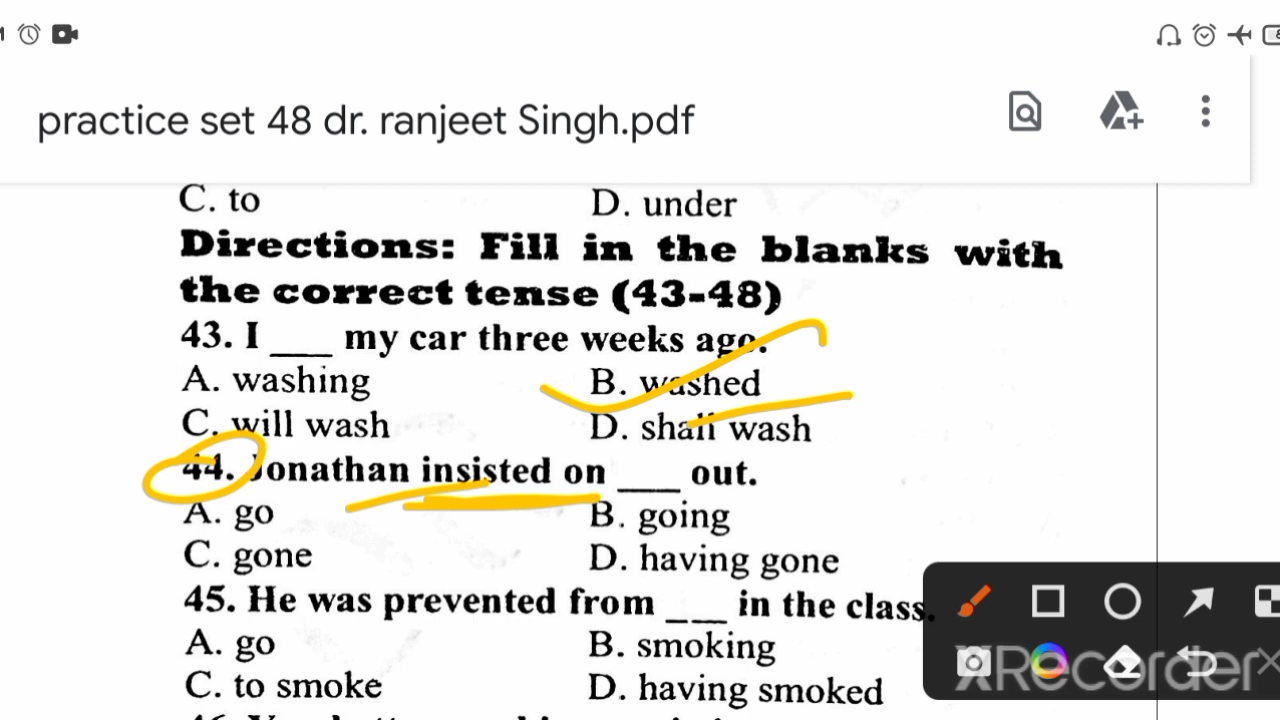 practice set 48 dr. ranjeet Singh.pdf
C. to D. under
Directions: Fill in the blanks with
the correct tense (43-48)
43. I ___ my car three weeks ago.
A. washing B. washed
C. will wash D. shall wash
44. Jonathan insisted on ___ out.
A. go B. going
C. gone D. having gone
45. He was prevented from ___ in the class.
A. go B. smoking
C. to smoke D. having smoked
XRecorder